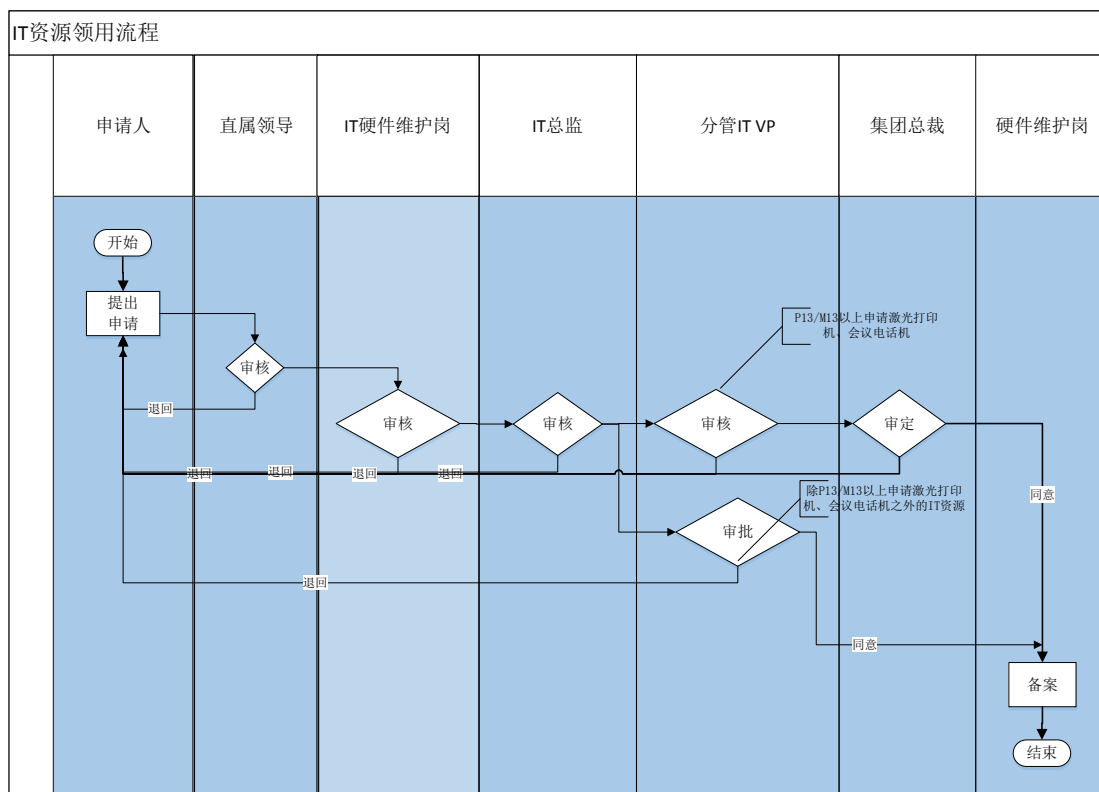 IT资源领用流程
申请人
直属领导
IT硬件维护岗
IT总监
分管IT VP
集团总裁
硬件维护岗
开始
提出
申请
P13/M13以上申请激光打印
机、会议电话机
审核
退回
审核
审核
审核
审定
退回
退回
退回
退回
除P13/M13以上申请激光打印
机、会议电话机之外的IT资源
同意
审批
退回
同意
备案
结束